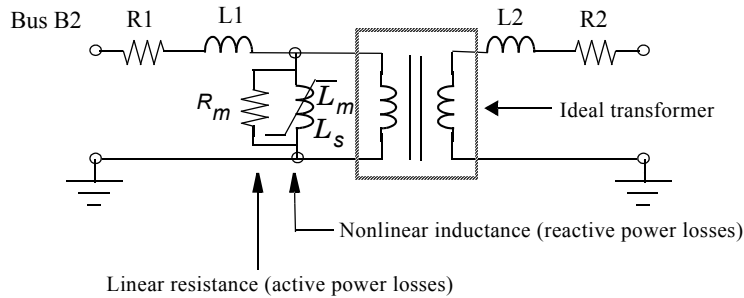 Bus B2
R1
L1
L2
R2
Rm
Lm
Ls
Ideal transformer
Nonlinear inductance (reactive power losses)
Linear resistance (active power losses)